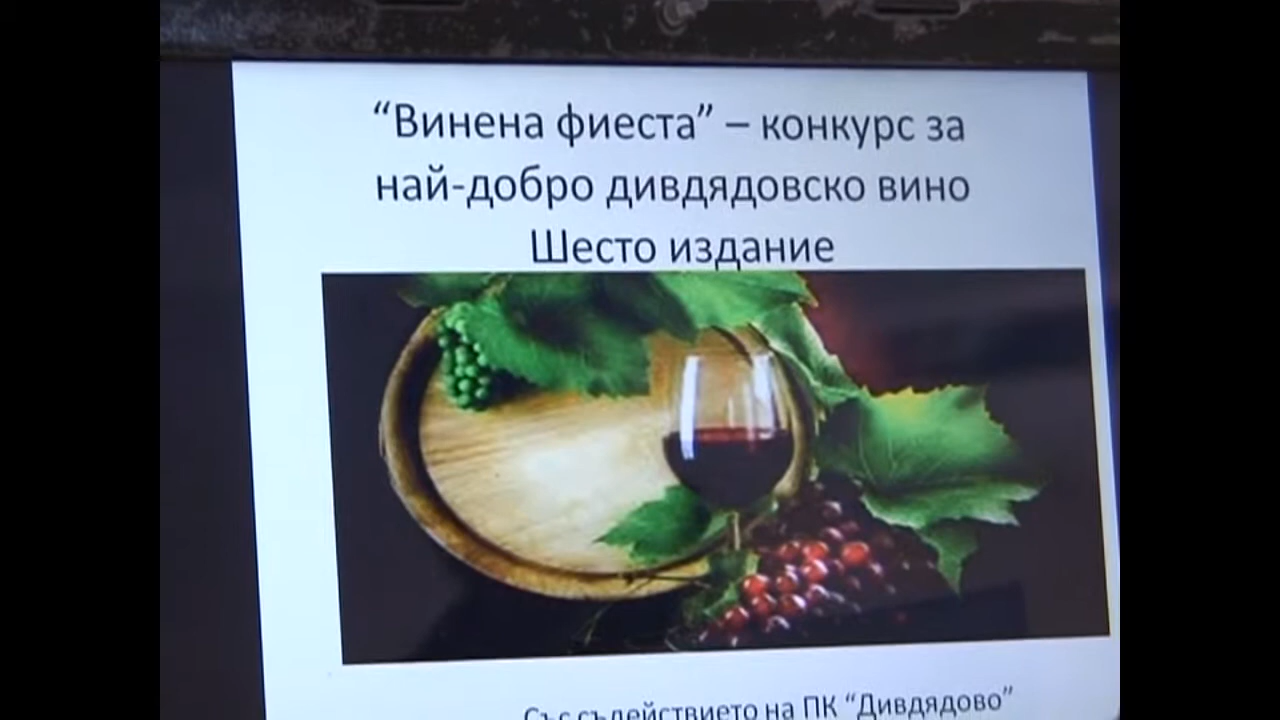 “Винена фиеста” – конкурс за
най-добро дивдядовско вино
Шесто издание
Със съдействието на ПК “Дивдядово”